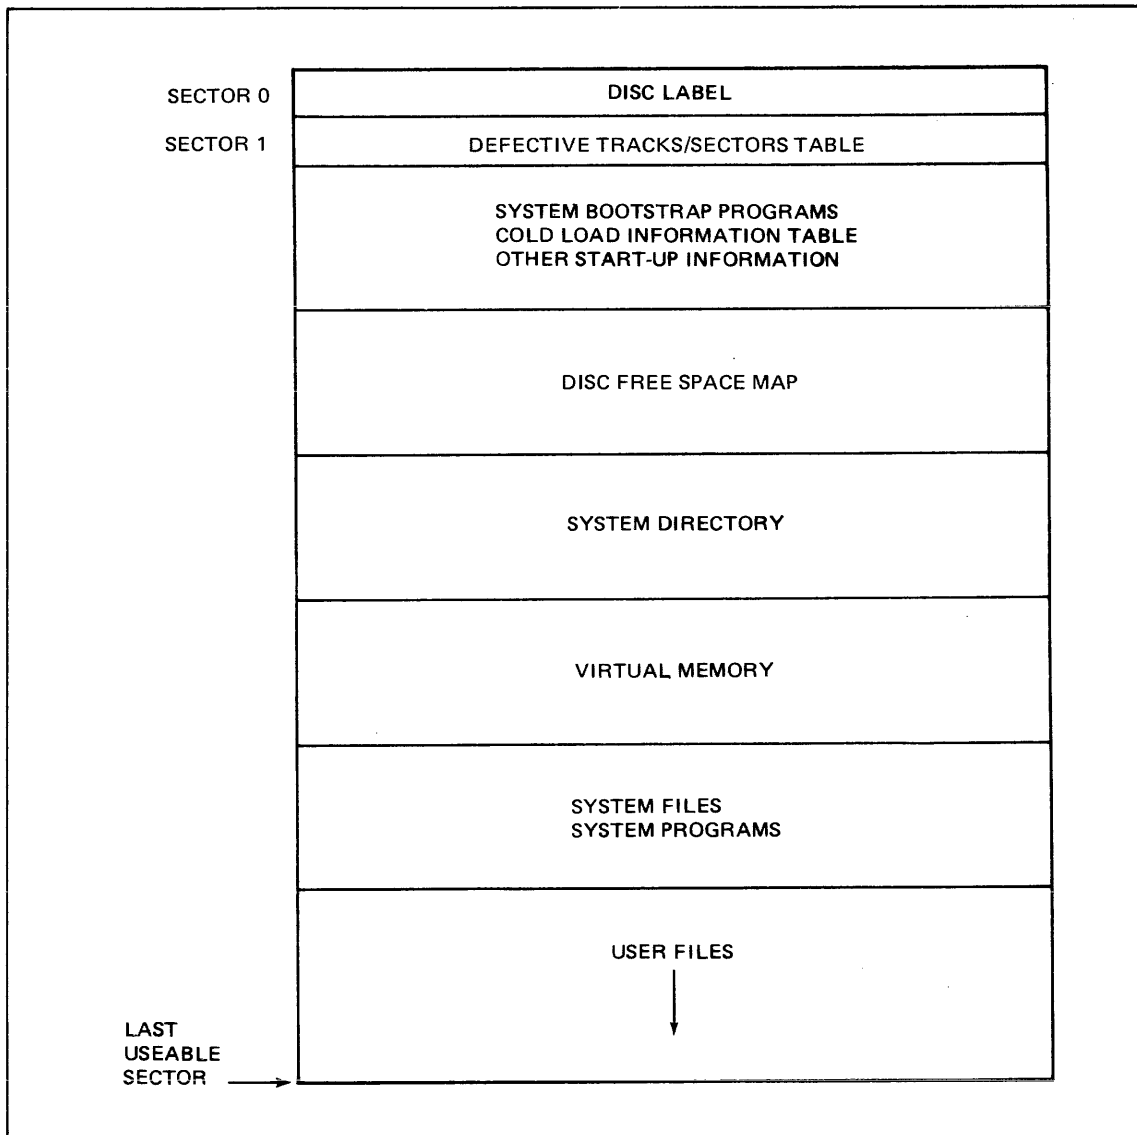 SECTOR 0
DISC LABEL
SECTOR 1
DEFECTIVE TRACKS/SECTORS TABLE
SYSTEM BOOTSTRAP PROGRAMS
COLD LOAD INFORMATION TABLE
OTHER START-UP INFORMATION
DISC FREE SPACE MAP
SYSTEM DIRECTORY
VIRTUAL MEMORY
SYSTEM FILES
SYSTEM PROGRAMS
USER FILES
LAST
USEABLE
SECTOR